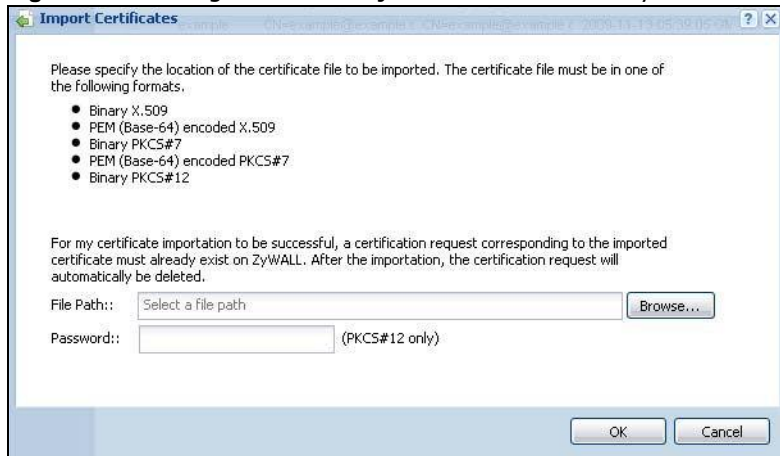 Import Certificates
Please specify the location of the certificate file to be imported. The certificate file must be in one of
the following formats.
● Binary X.509
● PEM (Base-64) encoded X.509
● Binary PKCS#7
● PEM (Base-64) encoded PKCS#7
● Binary PKCS#12
For my certificate importation to be successful, a certification request corresponding to the imported
certificate must already exist on ZyWALL. After the importation, the certification request will
automatically be deleted.
File Path:: Select a file path Browse...
Password:: (PKCS#12 only)
OK Cancel